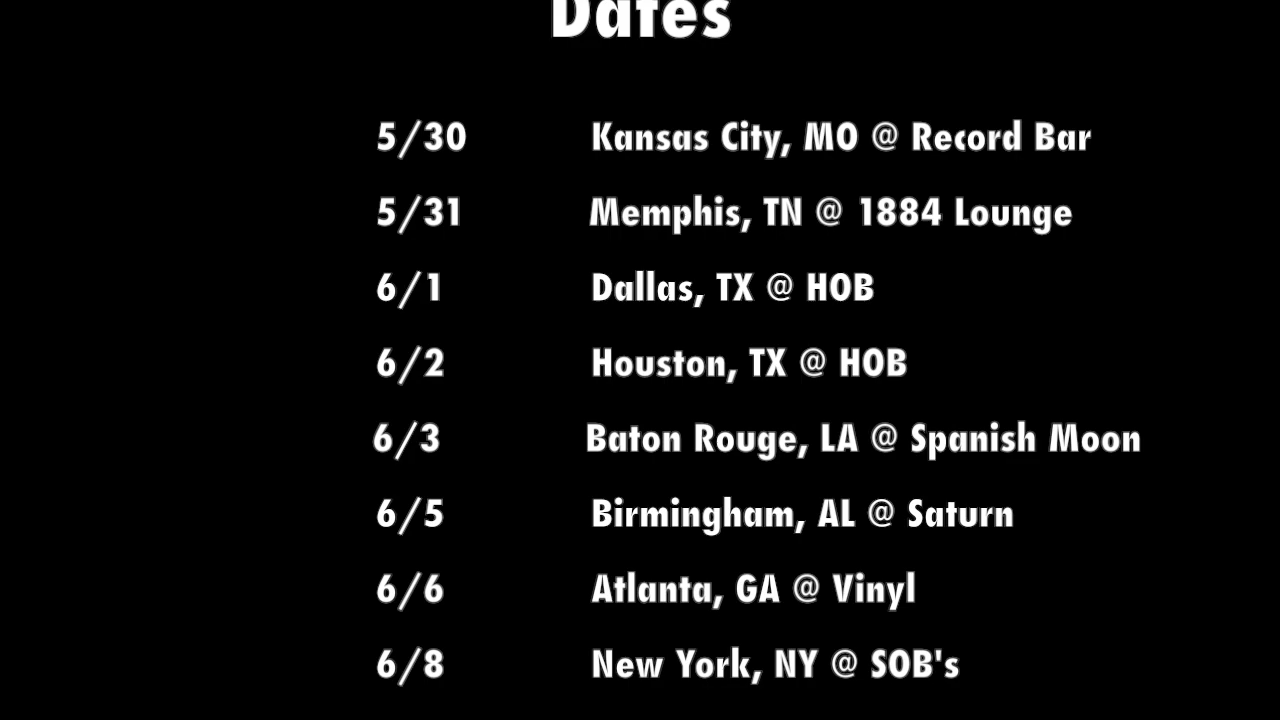 Dates
5/30 Kansas City, MO @ Record Bar
5/31 Memphis, TN @ 1884 Lounge
6/1 Dallas, TX @ HOB
6/2 Houston, TX @ HOB
6/3 Baton Rouge, LA @ Spanish Moon
6/5 Birmingham, AL @ Saturn
6/6 Atlanta, GA @ Vinyl
6/8 New York, NY @ SOB's